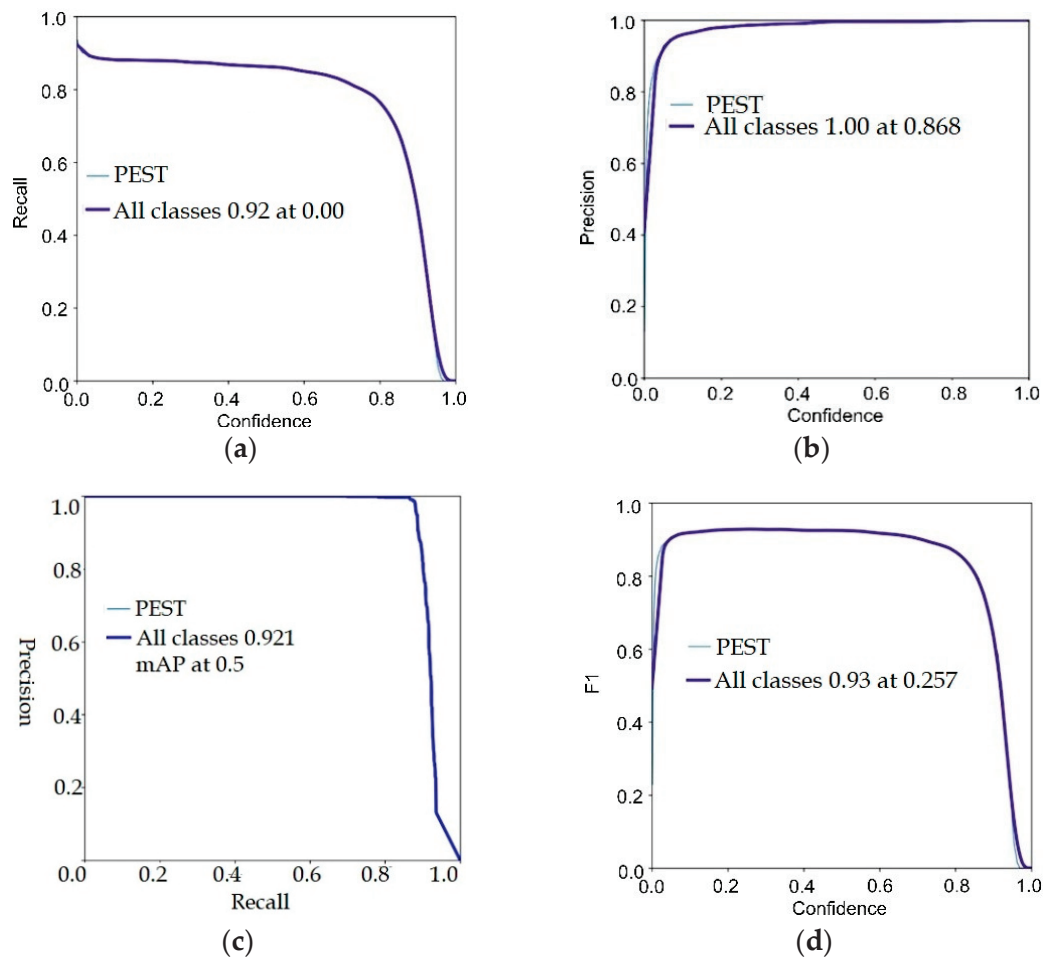 1.0
0.8
0.6
0.4
0.2
0.0
Recall
PEST
All classes 0.92 at 0.00
0.0 0.2 0.4 0.6 0.8 1.0
Confidence
(a)
1.0
0.8
0.6
0.4
0.2
0.0
Precision
PEST
All classes 1.00 at 0.868
0.0 0.2 0.4 0.6 0.8 1.0
Confidence
(b)
1.0
0.8
0.6
0.4
0.2
Precision
PEST
All classes 0.921
mAP at 0.5
0.0 0.2 0.4 0.6 0.8 1.0
Recall
(c)
1.0
0.8
0.6
0.4
0.2
0.0
F1
PEST
All classes 0.93 at 0.257
0.0 0.2 0.4 0.6 0.8 1.0
Confidence
(d)